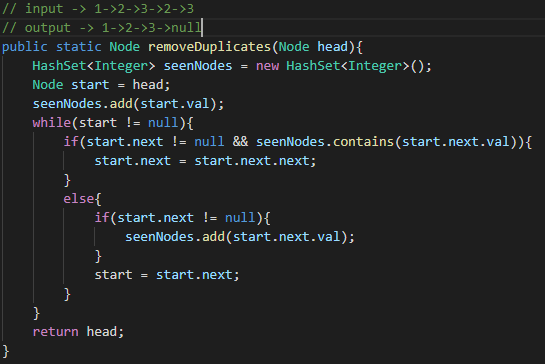 // input -> 1->2->3->2->3
// output -> 1->2->3->null
public static Node removeDuplicates(Node head){
    HashSet<Integer> seenNodes = new HashSet<Integer>();
    Node start = head;
    seenNodes.add(start.val);
    while(start != null){
        if(start.next != null && seenNodes.contains(start.next.val)){
            start.next = start.next.next;
        }
        else{
            if(start.next != null){
                seenNodes.add(start.next.val);
            }
            start = start.next;
        }
    }
    return head;
}